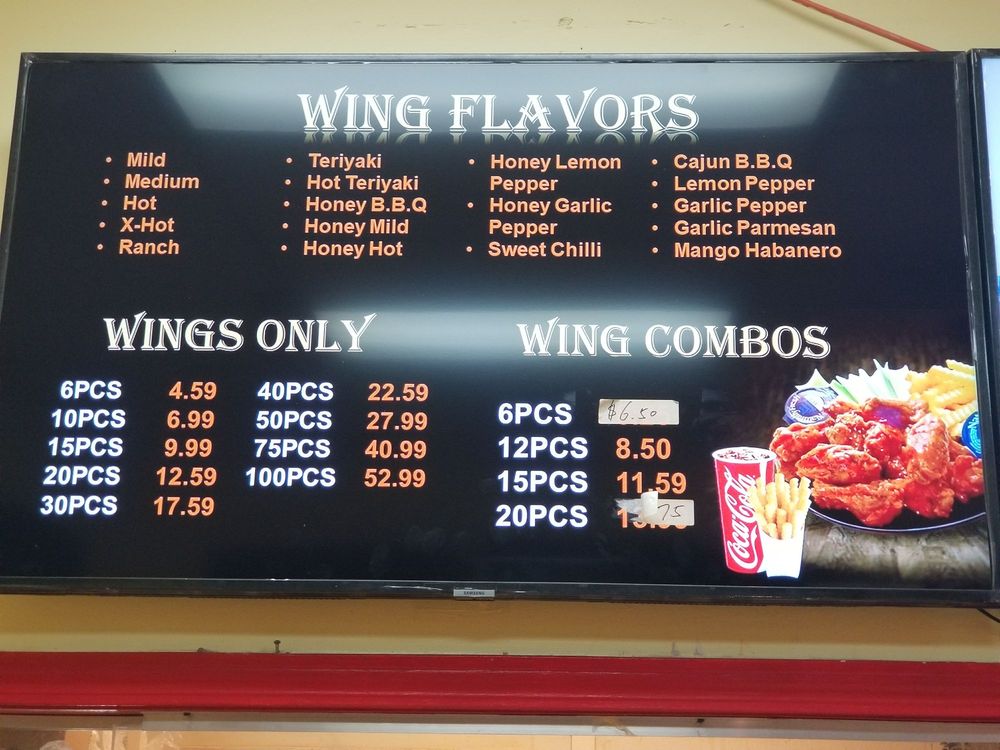 WING FLAVORS
• Mild
• Medium
• Hot
• X-Hot
• Ranch
• Teriyaki
• Hot Teriyaki
• Honey B.B.Q
• Honey Mild
• Honey Hot
• Honey Lemon
Pepper
• Honey Garlic
Pepper
• Sweet Chilli
• Cajun B.B.Q
• Lemon Pepper
• Garlic Pepper
• Garlic Parmesan
• Mango Habanero
WINGS ONLY
6PCS 4.59
10PCS 6.99
15PCS 9.99
20PCS 12.59
30PCS 17.59
40PCS 22.59
50PCS 27.99
75PCS 40.99
100PCS 52.99
WING COMBOS
6PCS $6.50
12PCS 8.50
15PCS 11.59
20PCS 75
Coca-Cola
SAMSUNG